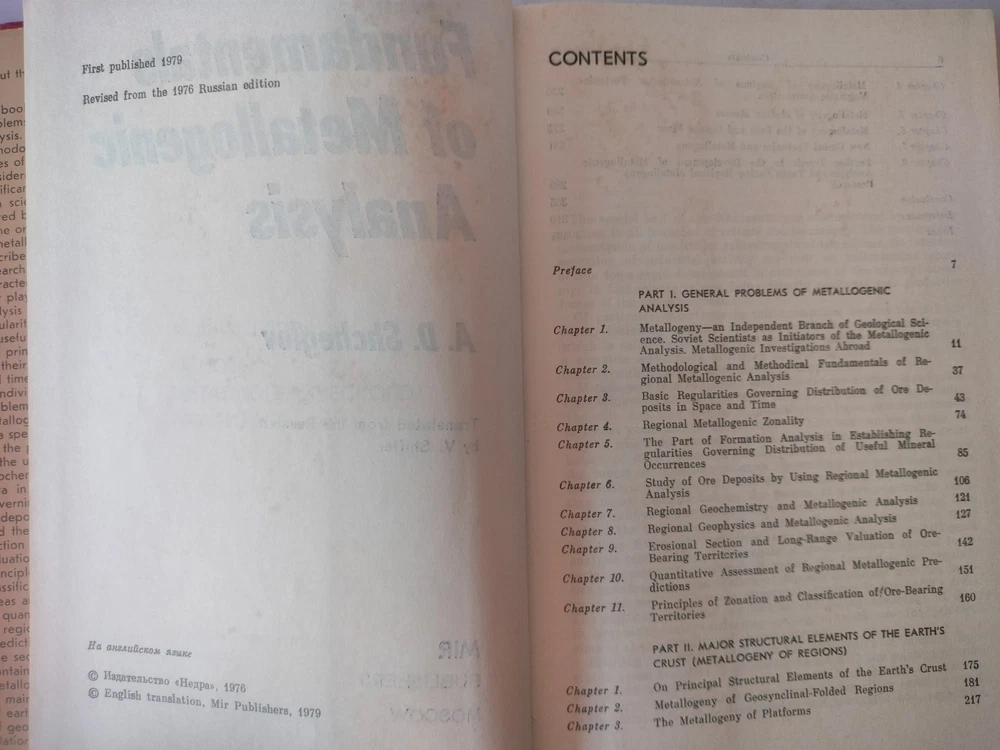 First published 1979
Revised from the 1976 Russian edition
На английском языке
© Издательство «Недра», 1976
© English translation, Mir Publishers, 1979
CONTENTS
Preface 7
PART I. GENERAL PROBLEMS OF METALLOGENIC
ANALYSIS
Chapter 1. Metallogeny—an Independent Branch of Geological Sci-
ence. Soviet Scientists as Initiators of the Metallogenic
Analysis. Metallogenic Investigations Abroad 11
Chapter 2. Methodological and Methodical Fundamentals of Re-
gional Metallogenic Analysis 37
Chapter 3. Basic Regularities Governing Distribution of Ore De-
posits in Space and Time 43
Chapter 4. Regional Metallogenic Zonality 74
Chapter 5. The Part of Formation Analysis in Establishing Re-
gularities Governing Distribution of Useful Mineral
Occurrences 85
Chapter 6. Study of Ore Deposits by Using Regional Metallogenic
Analysis 106
Chapter 7. Regional Geochemistry and Metallogenic Analysis 121
Chapter 8. Regional Geophysics and Metallogenic Analysis 127
Chapter 9. Erosional Section and Long-Range Valuation of Ore-
Bearing Territories 142
Chapter 10. Quantitative Assessment of Regional Metallogenic Pre-
dictions 151
Chapter 11. Principles of Zonation and Classification of Ore-Bearing
Territories 160
PART II. MAJOR STRUCTURAL ELEMENTS OF THE EARTH'S
CRUST (METALLOGENY OF REGIONS)
Chapter 1. On Principal Structural Elements of the Earth's Crust 175
Chapter 2. Metallogeny of Geosynclinal-Folded Regions 181
Chapter 3. The Metallogeny of Platforms 217